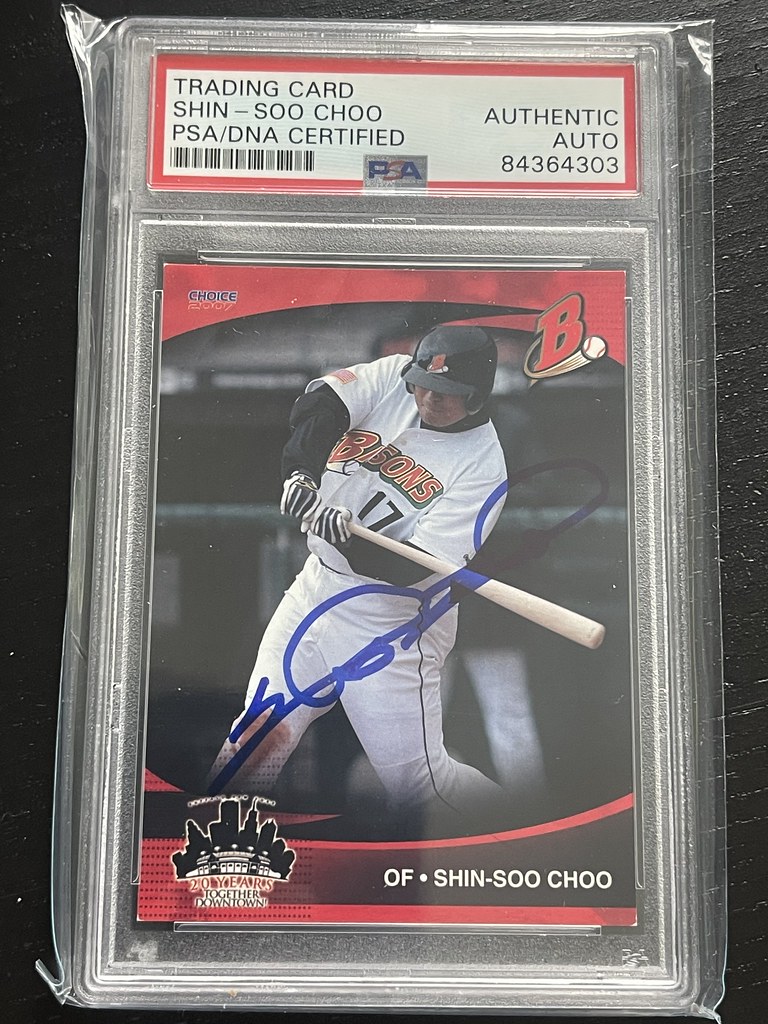 TRADING CARD
SHIN-SOO CHOO
PSA/DNA CERTIFIED
AUTHENTIC
AUTO
84364303
PSA
CHOICE
2007
B
BISONS
17
20 YEARS
TOGETHER
DOWNTOWN!
OF • SHIN-SOO CHOO